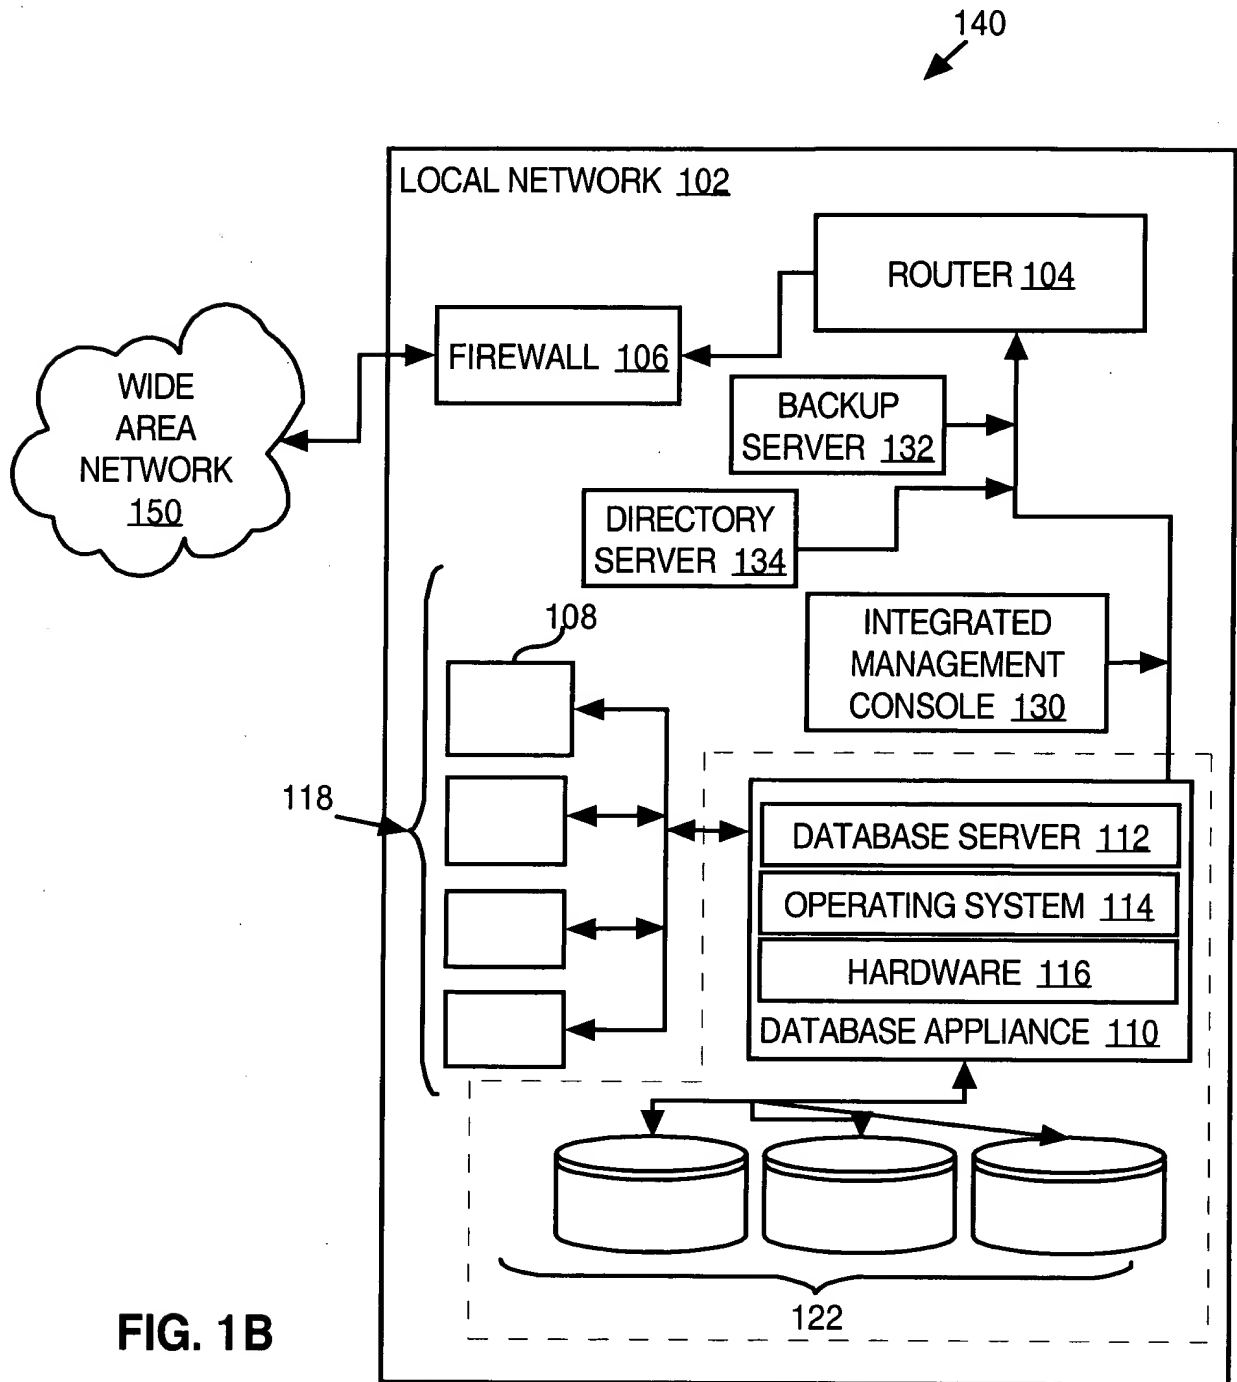 140
LOCAL NETWORK 102
ROUTER 104
FIREWALL 106
WIDE
AREA
NETWORK
150
BACKUP
SERVER 132
DIRECTORY
SERVER 134
108
INTEGRATED
MANAGEMENT
CONSOLE 130
118
DATABASE SERVER 112
OPERATING SYSTEM 114
HARDWARE 116
DATABASE APPLIANCE 110
122
FIG. 1B